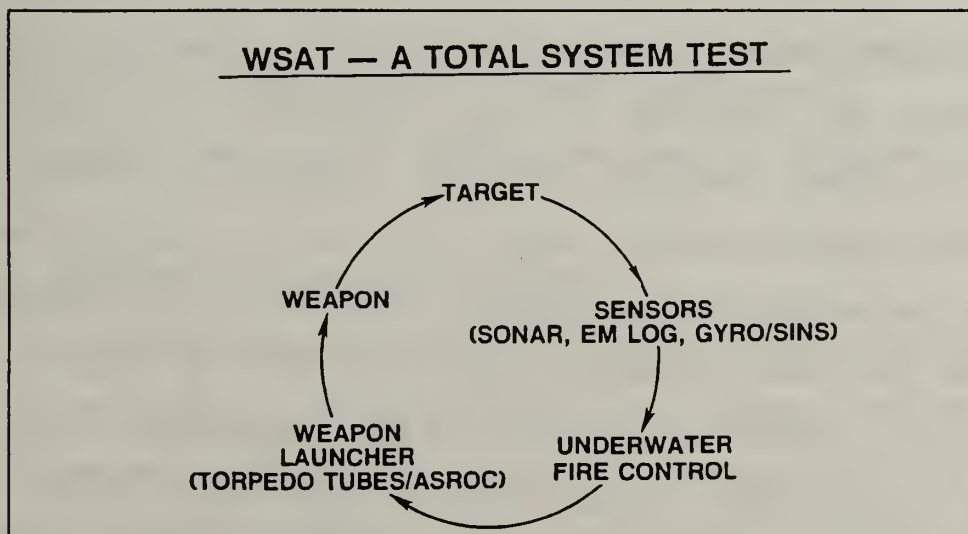 WSAT — A TOTAL SYSTEM TEST
TARGET
SENSORS
(SONAR, EM LOG, GYRO/SINS)
UNDERWATER
FIRE CONTROL
WEAPON
LAUNCHER
(TORPEDO TUBES/ASROC)
WEAPON